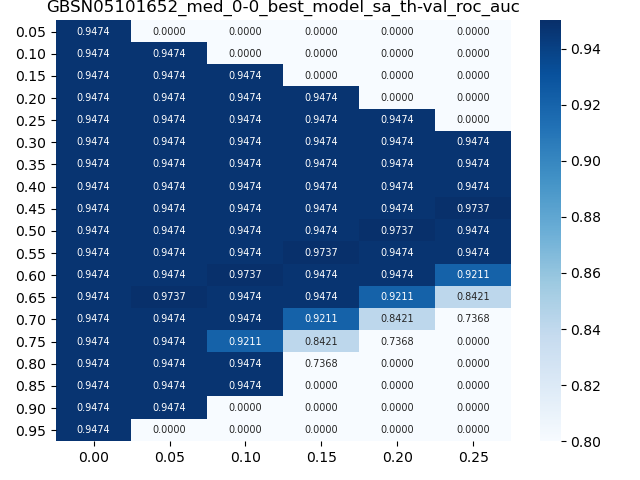 GBSN05101652_med_0-0_best_model_sa_th-val_roc_auc
0.05 0.9474 0.0000 0.0000 0.0000 0.0000 0.0000
0.10 0.9474 0.9474 0.0000 0.0000 0.0000 0.0000
0.15 0.9474 0.9474 0.9474 0.0000 0.0000 0.0000
0.20 0.9474 0.9474 0.9474 0.9474 0.0000 0.0000
0.25 0.9474 0.9474 0.9474 0.9474 0.9474 0.0000
0.30 0.9474 0.9474 0.9474 0.9474 0.9474 0.9474
0.35 0.9474 0.9474 0.9474 0.9474 0.9474 0.9474
0.40 0.9474 0.9474 0.9474 0.9474 0.9474 0.9474
0.45 0.9474 0.9474 0.9474 0.9474 0.9474 0.9737
0.50 0.9474 0.9474 0.9474 0.9474 0.9737 0.9474
0.55 0.9474 0.9474 0.9474 0.9737 0.9474 0.9474
0.60 0.9474 0.9474 0.9737 0.9474 0.9474 0.9211
0.65 0.9474 0.9737 0.9474 0.9474 0.9211 0.8421
0.70 0.9474 0.9474 0.9474 0.9211 0.8421 0.7368
0.75 0.9474 0.9474 0.9211 0.8421 0.7368 0.0000
0.80 0.9474 0.9474 0.9474 0.7368 0.0000 0.0000
0.85 0.9474 0.9474 0.9474 0.0000 0.0000 0.0000
0.90 0.9474 0.9474 0.0000 0.0000 0.0000 0.0000
0.95 0.9474 0.0000 0.0000 0.0000 0.0000 0.0000
0.00 0.05 0.10 0.15 0.20 0.25
0.94
0.92
0.90
0.88
0.86
0.84
0.82
0.80